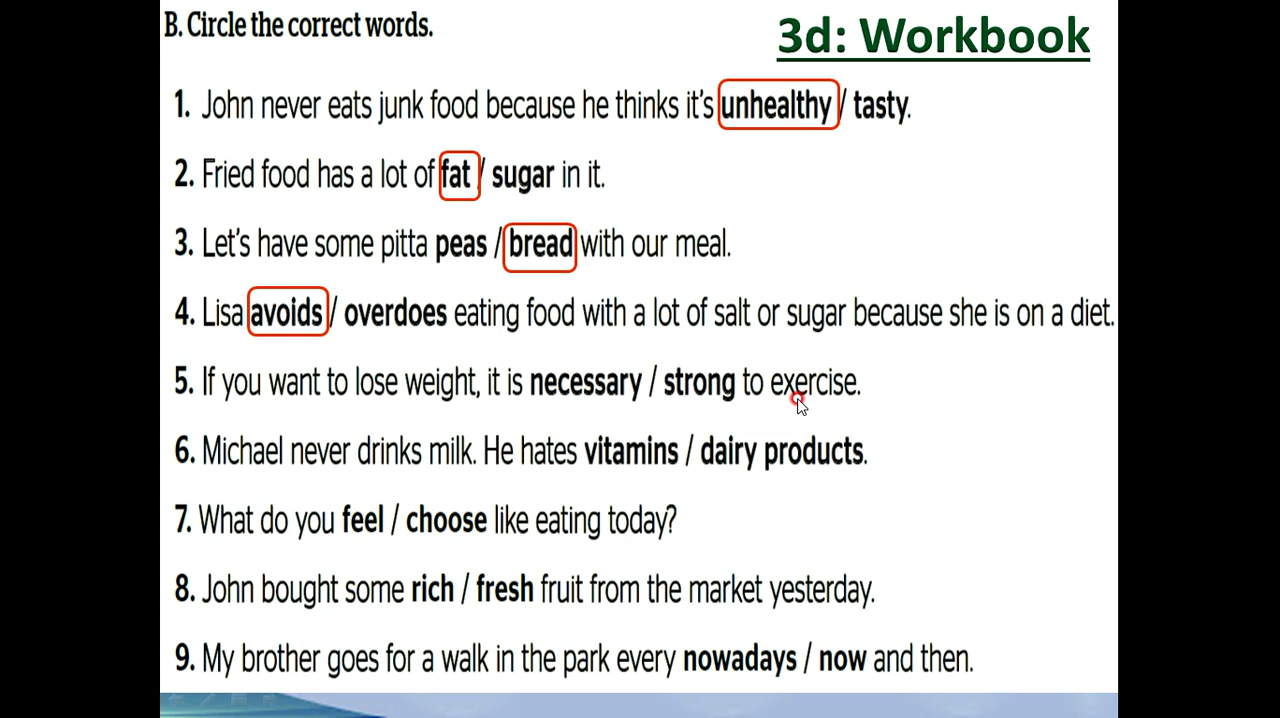 B. Circle the correct words.
3d: Workbook
1. John never eats junk food because he thinks it's unhealthy / tasty.
2. Fried food has a lot of fat / sugar in it.
3. Let's have some pitta peas / bread with our meal.
4. Lisa avoids / overdoes eating food with a lot of salt or sugar because she is on a diet.
5. If you want to lose weight, it is necessary / strong to exercise.
6. Michael never drinks milk. He hates vitamins / dairy products.
7. What do you feel / choose like eating today?
8. John bought some rich / fresh fruit from the market yesterday.
9. My brother goes for a walk in the park every nowadays / now and then.